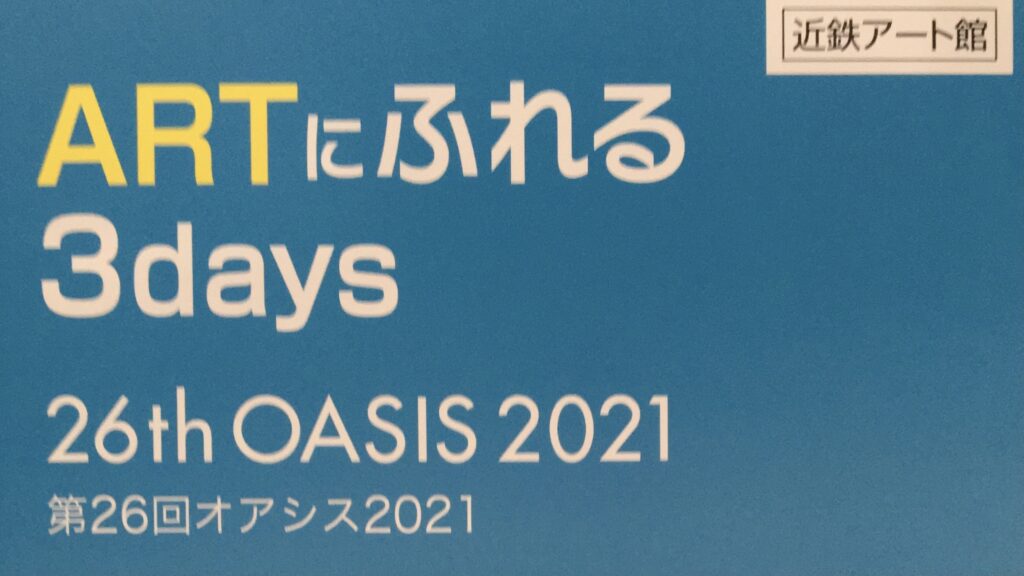 近鉄アート館
ARTにふれる
3days
26th OASIS 2021
第26回オアシス2021